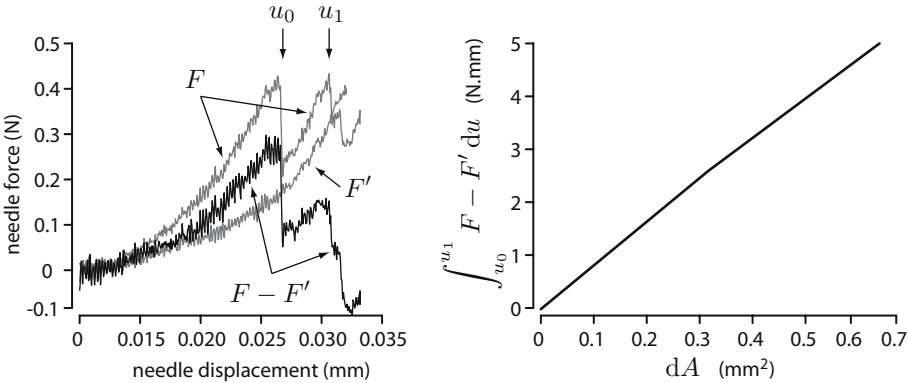 u₀ u₁
0.5
0.4
0.3
0.2
0.1
0
-0.1
needle force (N)
F
F′
F − F′
0 0.015 0.020 0.025 0.030 0.035
needle displacement (mm)
5
4
3
2
1
0
∫ᵤ₀ᵘ¹ F − F′ du (N.mm)
0 0.1 0.2 0.3 0.4 0.5 0.6 0.7
dA (mm²)